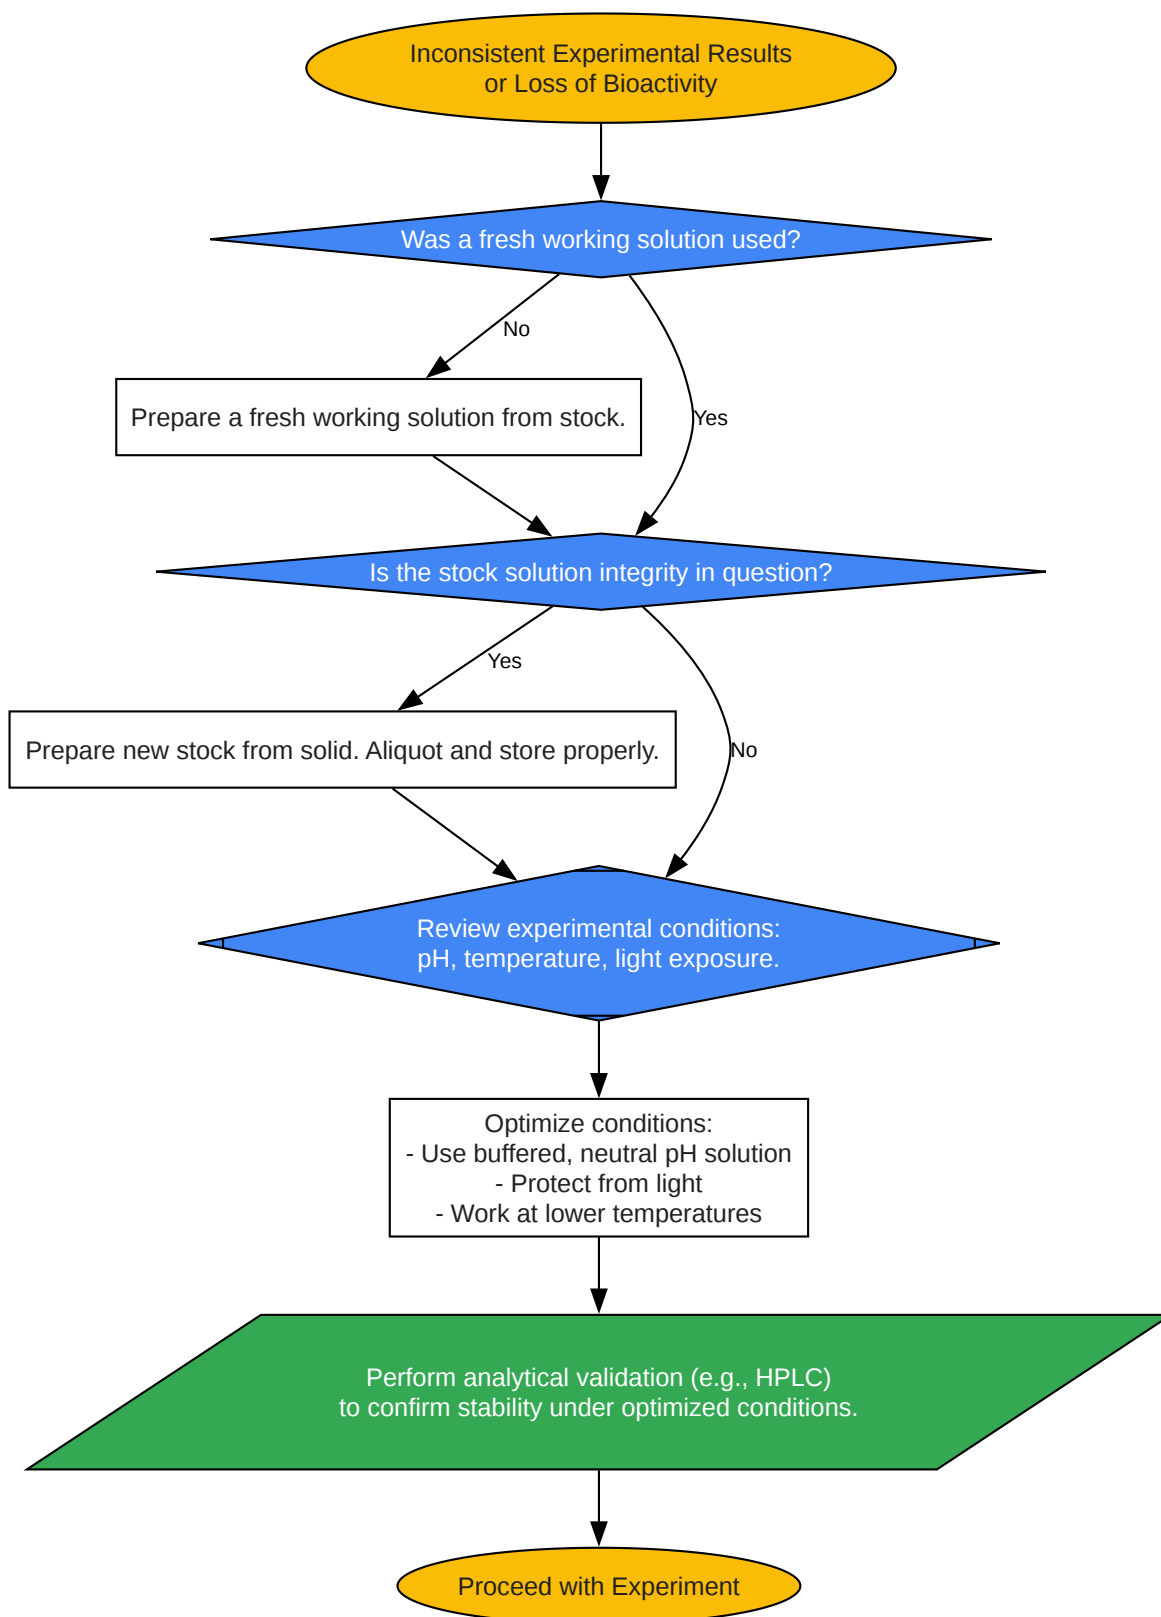 Inconsistent Experimental Results
or Loss of Bioactivity
Was a fresh working solution used?
No
Prepare a fresh working solution from stock.
Yes
Is the stock solution integrity in question?
Yes
Prepare new stock from solid. Aliquot and store properly.
No
Review experimental conditions:
pH, temperature, light exposure.
Optimize conditions:
- Use buffered, neutral pH solution
- Protect from light
- Work at lower temperatures
Perform analytical validation (e.g., HPLC)
to confirm stability under optimized conditions.
Proceed with Experiment